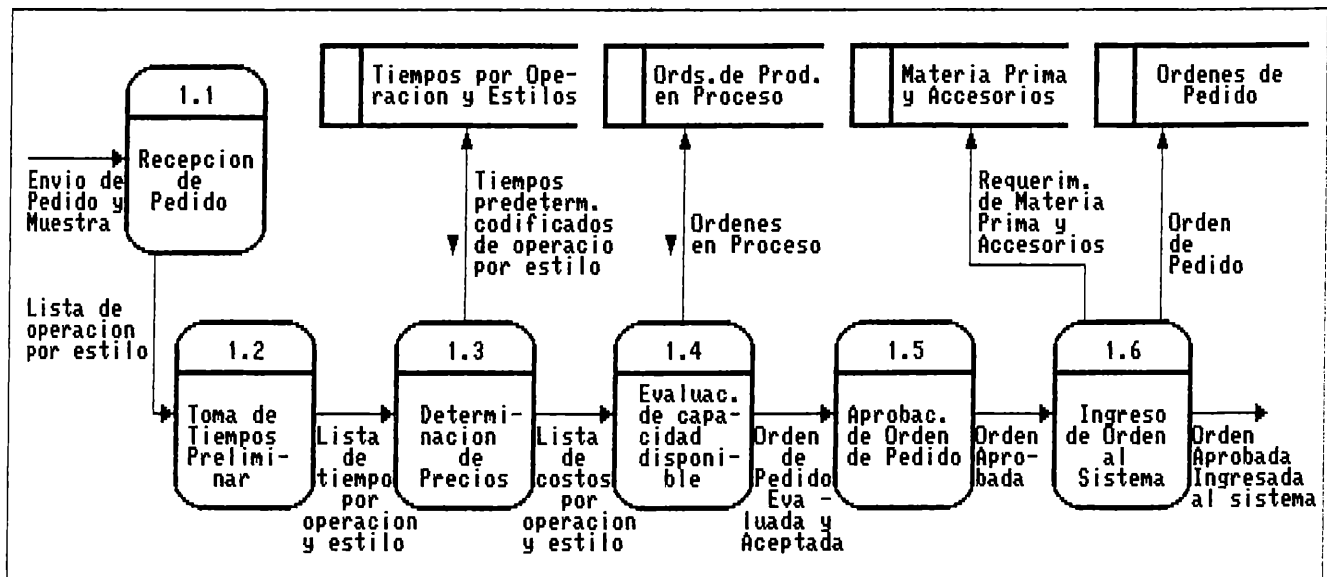 1.1
Recepcion
de
Pedido
Envio de
Pedido y
Muestra
Tiempos por Ope-
racion y Estilos
Ords.de Prod.
en Proceso
Materia Prima
y Accesorios
Ordenes de
Pedido
Tiempos
predeterm.
codificados
de operacio
por estilo
Ordenes
en Proceso
Requerim.
de Materia
Prima y
Accesorios
Orden
de
Pedido
Lista de
operacion
por estilo
1.2
Toma de
Tiempos
Prelimi-
nar
Lista
de
tiempo
por
operacion
y estilo
1.3
Determi-
nacion
de
Precios
Lista
de
costos
por
operacion
y estilo
1.4
Evaluac.
de capa-
cidad
disponi-
ble
Orden
de
Pedido
Eva -
luada y
Aceptada
1.5
Aprobac.
de Orden
de Pedido
Orden
Apro-
bada
1.6
Ingreso
de Orden
al
Sistema
Orden
Aprobada
Ingresada
al sistema